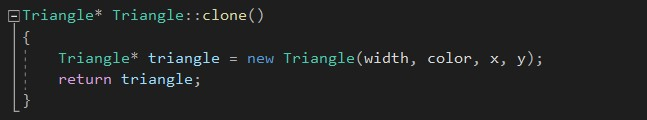 Triangle* Triangle::clone()
{
    Triangle* triangle = new Triangle(width, color, x, y);
    return triangle;
}